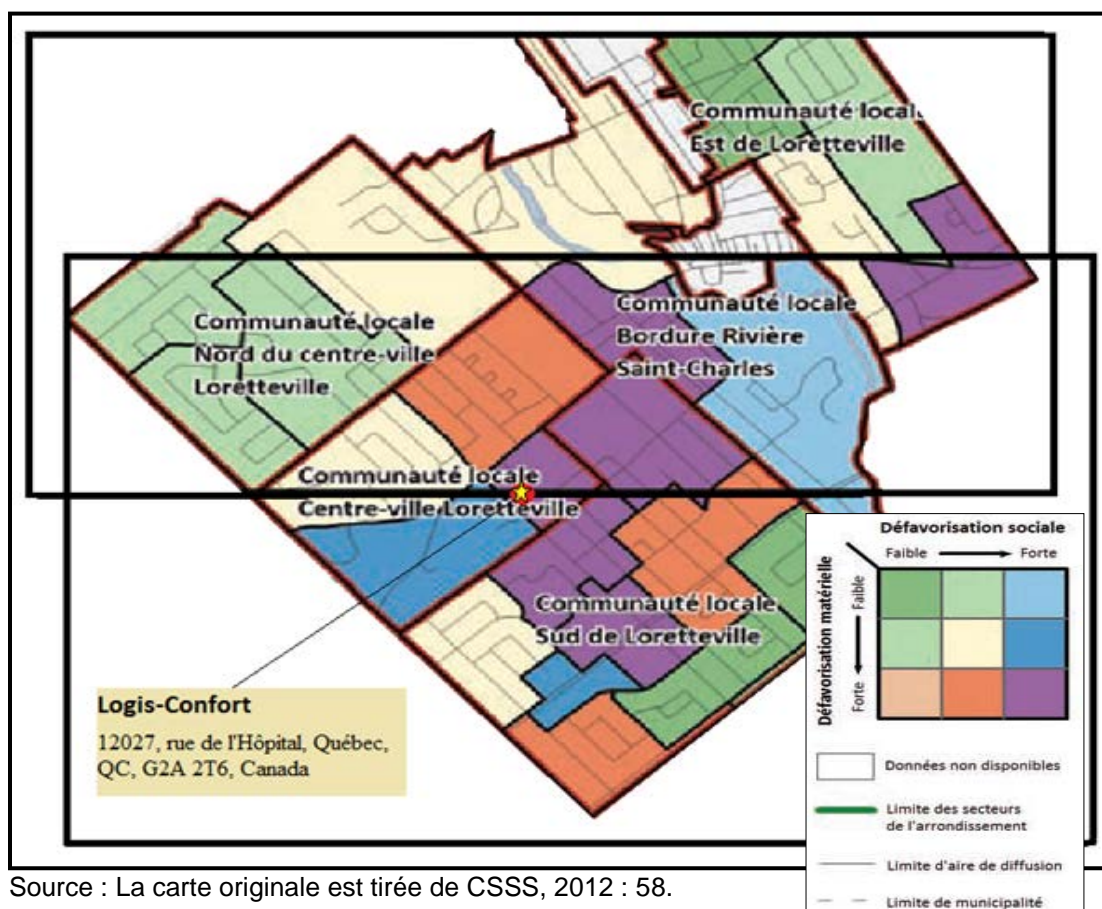 Communauté locale
Est de Loretteville
Communauté locale
Bordure Rivière
Saint-Charles
Communauté locale
Nord du centre-ville
Loretteville
Communauté locale
Centre-ville Loretteville
Communauté locale
Sud de Loretteville
Logis-Confort
12027, rue de l'Hôpital, Québec,
QC, G2A 2T6, Canada
Défavorisation sociale
Faible Forte
Défavorisation matérielle
Faible
Forte
Données non disponibles
Limite des secteurs
de l'arrondissement
Limite d'aire de diffusion
Limite de municipalité
Source : La carte originale est tirée de CSSS, 2012 : 58.